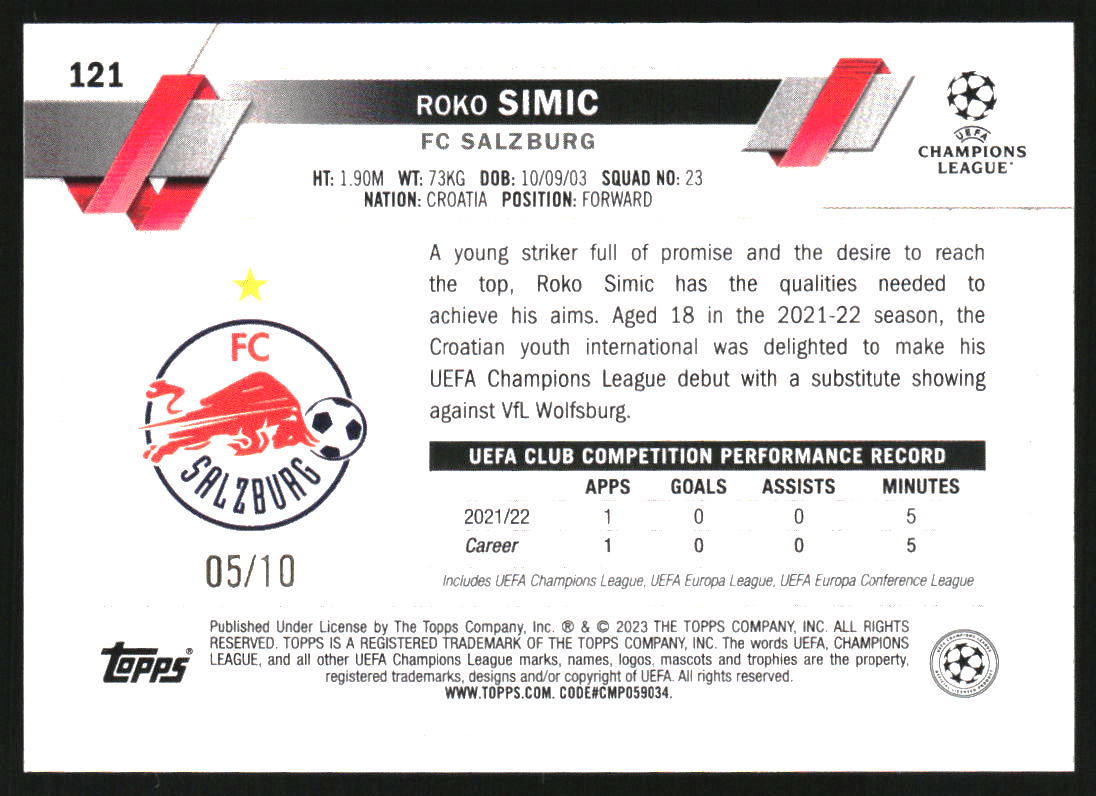 121
ROKO SIMIC
FC SALZBURG
HT: 1.90M WT: 73KG DOB: 10/09/03 SQUAD NO: 23
NATION: CROATIA POSITION: FORWARD
UEFA
CHAMPIONS
LEAGUE
A young striker full of promise and the desire to reach
the top, Roko Simic has the qualities needed to
achieve his aims. Aged 18 in the 2021-22 season, the
Croatian youth international was delighted to make his
UEFA Champions League debut with a substitute showing
against VfL Wolfsburg.
FC
SALZBURG
05/10
UEFA CLUB COMPETITION PERFORMANCE RECORD
APPS GOALS ASSISTS MINUTES
2021/22 1 0 0 5
Career 1 0 0 5
Includes UEFA Champions League, UEFA Europa League, UEFA Europa Conference League
topps®
Published Under License by The Topps Company, Inc. ® & © 2023 THE TOPPS COMPANY, INC. ALL RIGHTS
RESERVED. TOPPS IS A REGISTERED TRADEMARK OF THE TOPPS COMPANY, INC. The words UEFA, CHAMPIONS
LEAGUE, and all other UEFA Champions League marks, names, logos, mascots and trophies are the property,
registered trademarks, designs and/or copyright of UEFA. All rights reserved.
WWW.TOPPS.COM. CODE#CMP059034.